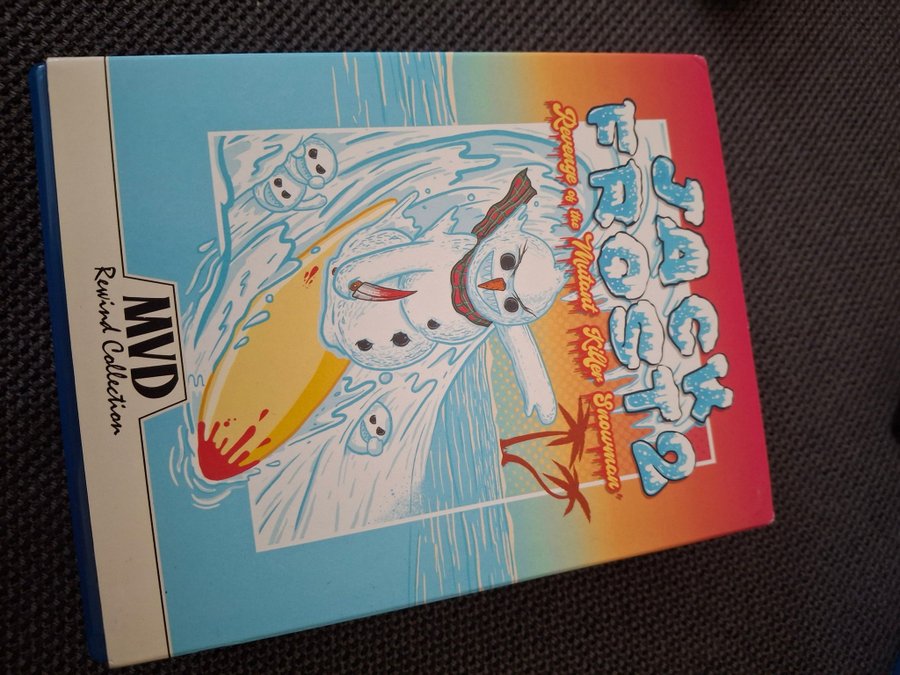 JACK
FROST 2
Revenge of the Mutant Killer Snowman
MVD
Rewind Collection